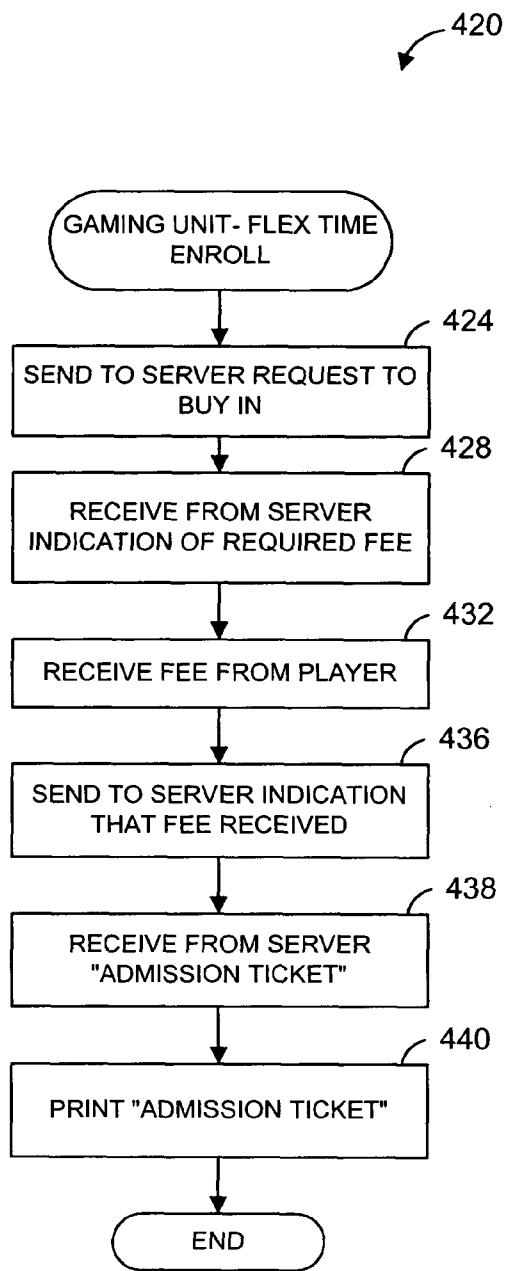 420
GAMING UNIT- FLEX TIME
ENROLL
424
SEND TO SERVER REQUEST TO
BUY IN
428
RECEIVE FROM SERVER
INDICATION OF REQUIRED FEE
432
RECEIVE FEE FROM PLAYER
436
SEND TO SERVER INDICATION
THAT FEE RECEIVED
438
RECEIVE FROM SERVER
"ADMISSION TICKET"
440
PRINT "ADMISSION TICKET"
END